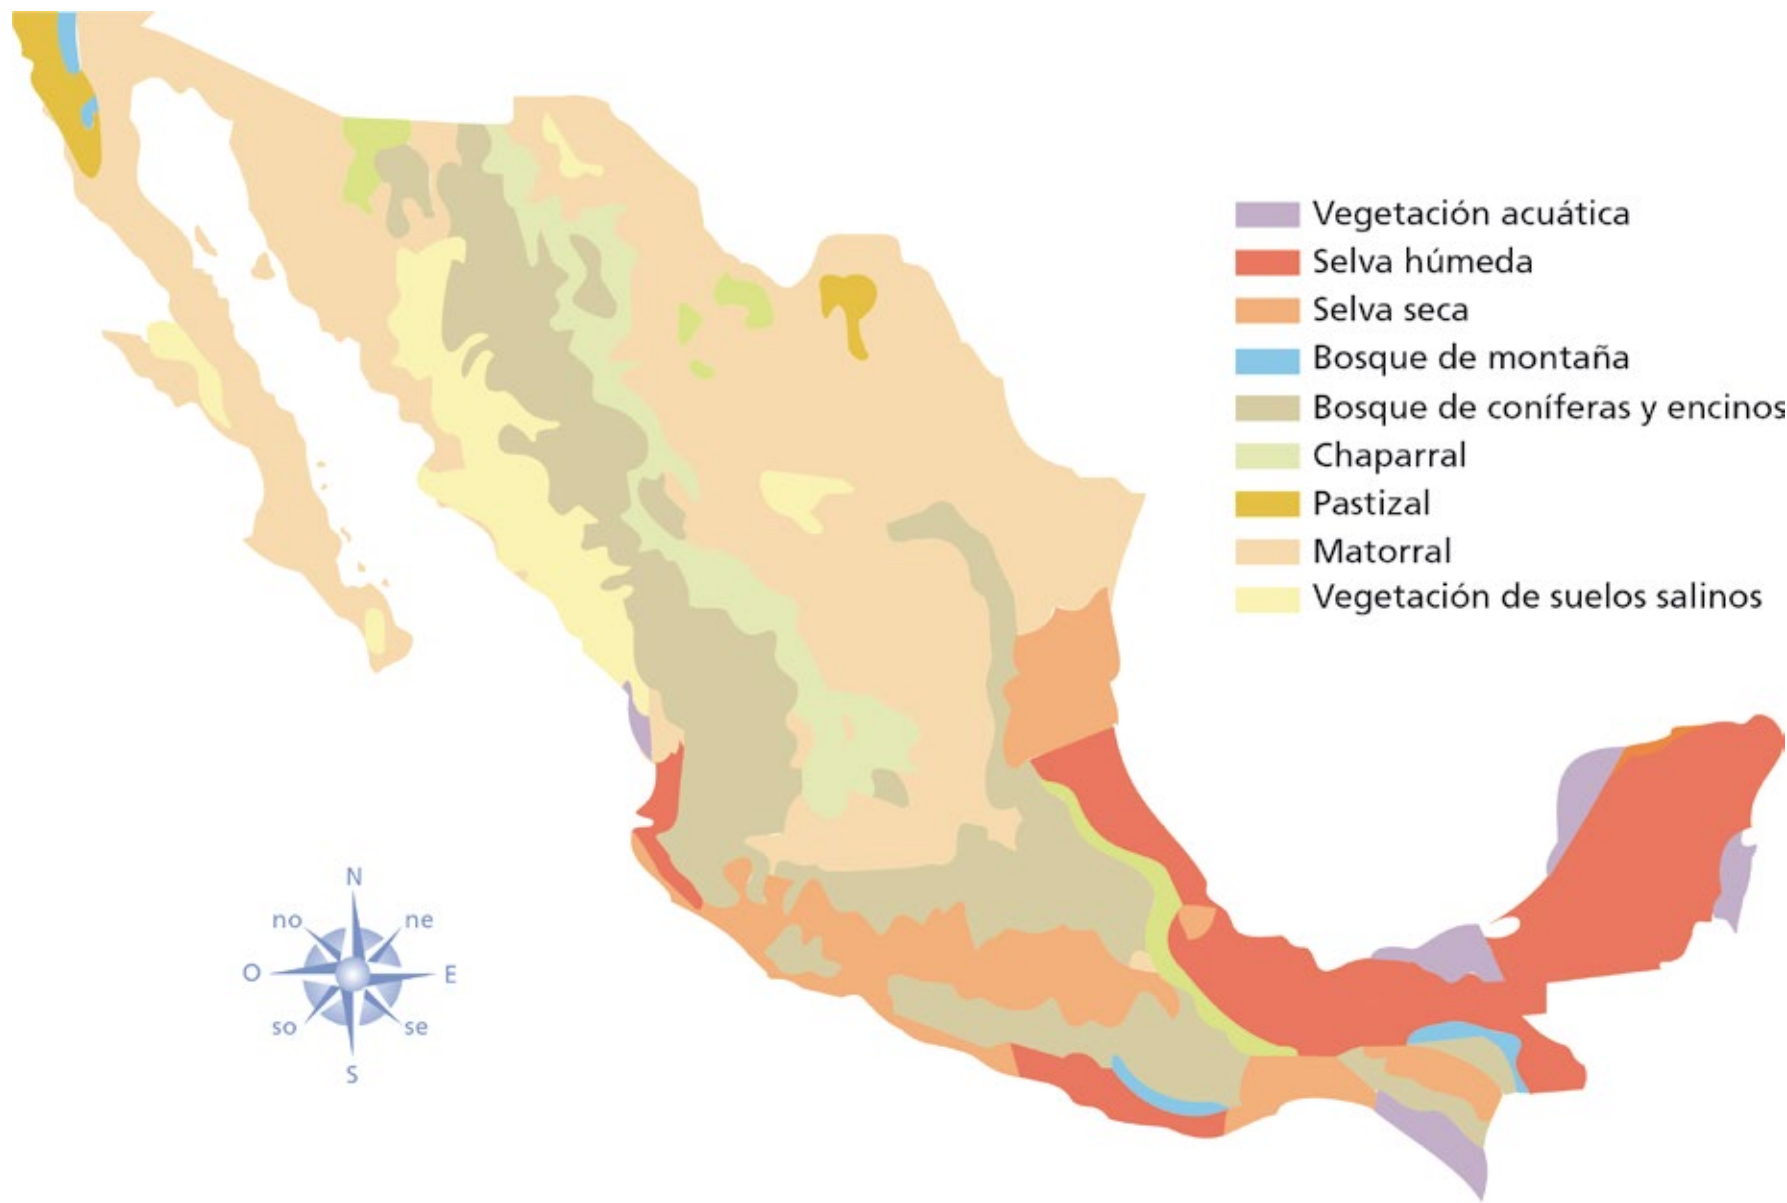 Vegetación acuática
Selva húmeda
Selva seca
Bosque de montaña
Bosque de coníferas y encinos
Chaparral
Pastizal
Matorral
Vegetación de suelos salinos
N
no ne
O E
so se
S